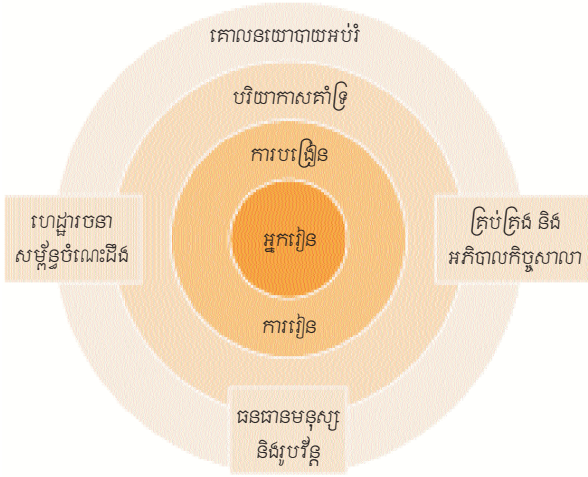 គោលនយោបាយអប់រំ
បរិយាកាសគាំទ្រ
ការបង្រៀន
អ្នករៀន
ការរៀន
ហេដ្ឋារចនា
សម្ព័ន្ធចំណេះដឹង
គ្រប់គ្រង និង
អភិបាលកិច្ចសាលា
ធនធានមនុស្ស
និងរូបវ័ន្ត